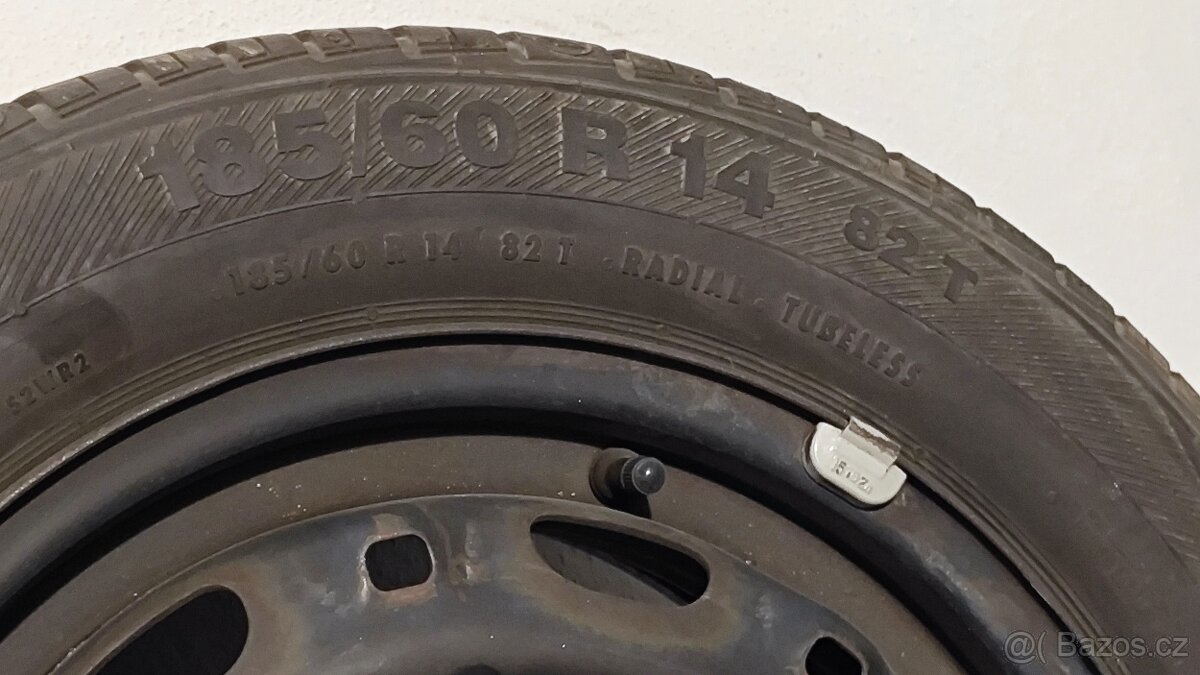 185/60 R 14 82 T
185/60 R 14 82 T . RADIAL . TUBELESS
@( Bazos.cz